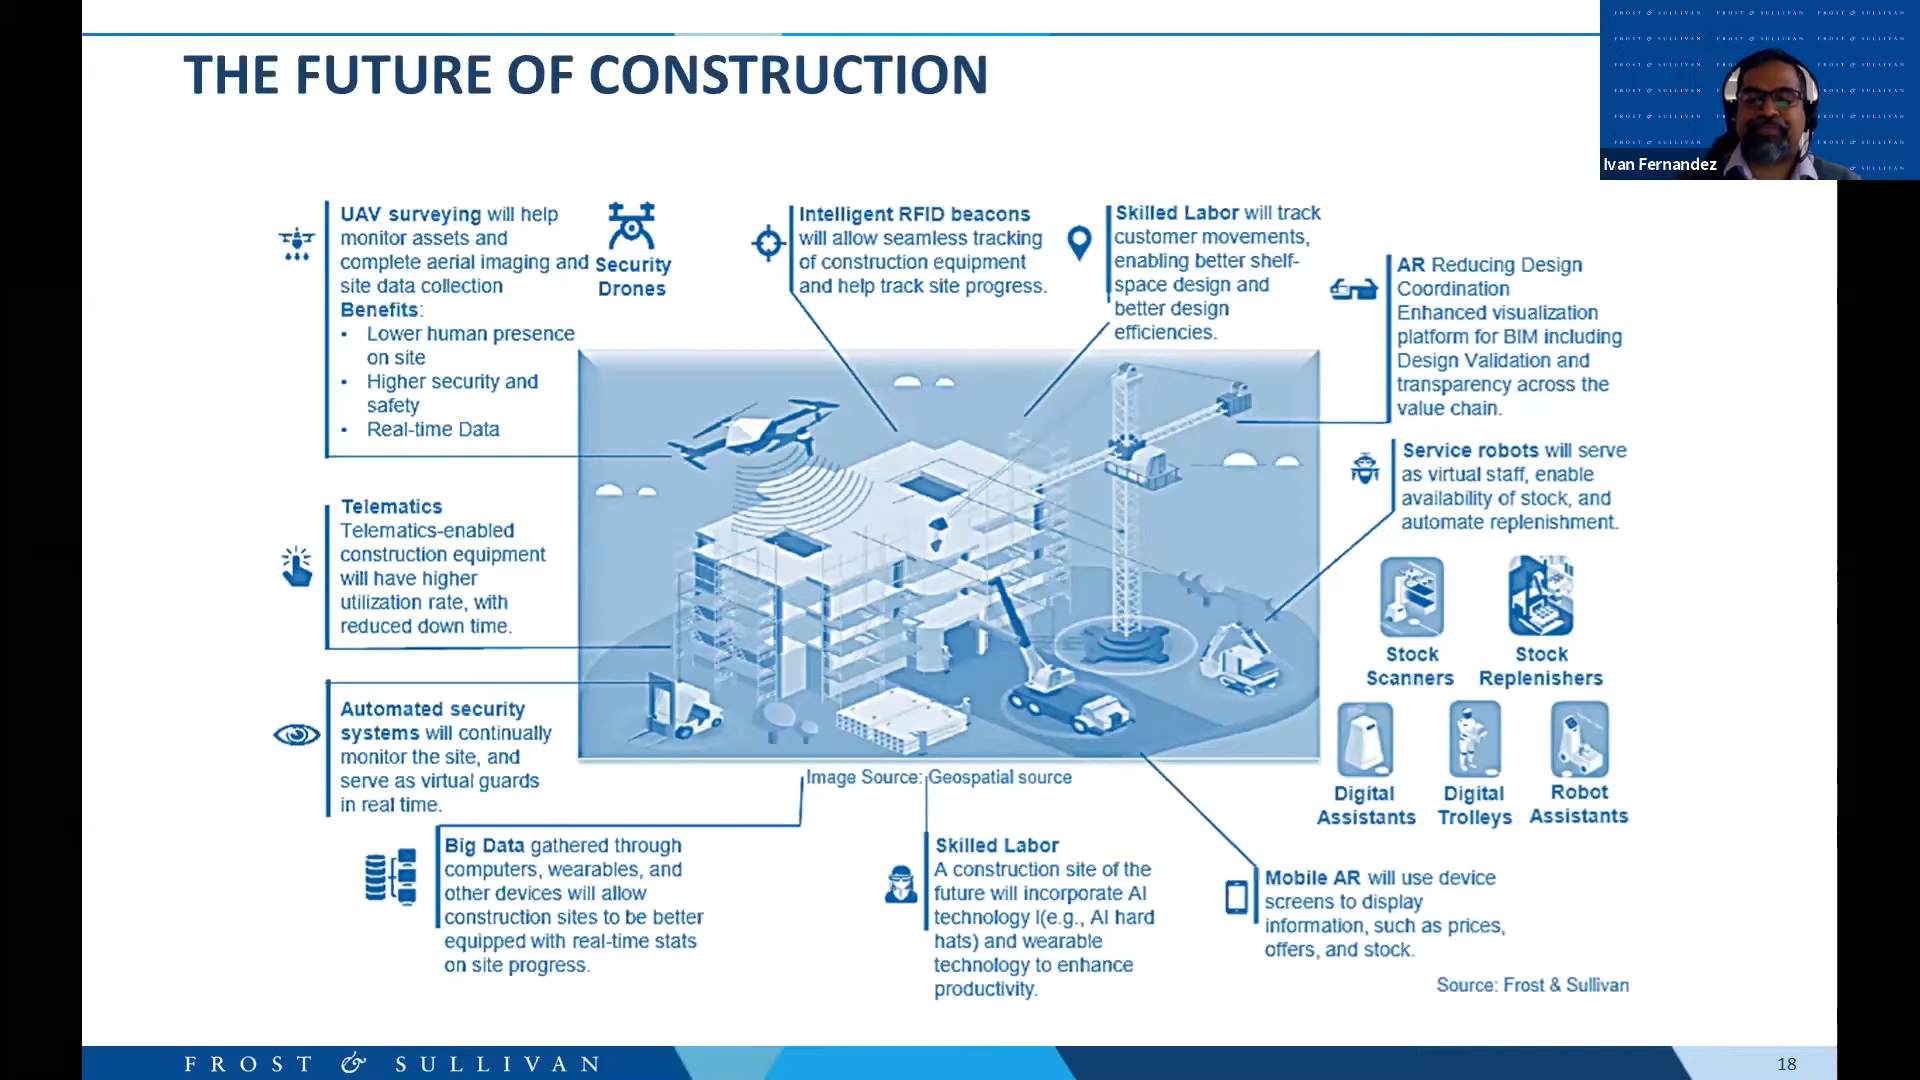 THE FUTURE OF CONSTRUCTION
FROST & SULLIVAN FROST & SULLIVAN FROST & SULLIVAN
Ivan Fernandez
UAV surveying will help
monitor assets and
complete aerial imaging and
site data collection
Benefits:
• Lower human presence
on site
• Higher security and
safety
• Real-time Data
Security
Drones
Intelligent RFID beacons
will allow seamless tracking
of construction equipment
and help track site progress.
Skilled Labor will track
customer movements,
enabling better shelf-
space design and
better design
efficiencies.
AR Reducing Design
Coordination
Enhanced visualization
platform for BIM including
Design Validation and
transparency across the
value chain.
Service robots will serve
as virtual staff, enable
availability of stock, and
automate replenishment.
Stock
Scanners
Stock
Replenishers
Digital
Assistants
Digital
Trolleys
Robot
Assistants
Telematics
Telematics-enabled
construction equipment
will have higher
utilization rate, with
reduced down time.
Automated security
systems will continually
monitor the site, and
serve as virtual guards
in real time.
Image Source: Geospatial source
Big Data gathered through
computers, wearables, and
other devices will allow
construction sites to be better
equipped with real-time stats
on site progress.
Skilled Labor
A construction site of the
future will incorporate AI
technology I(e.g., AI hard
hats) and wearable
technology to enhance
productivity.
Mobile AR will use device
screens to display
information, such as prices,
offers, and stock.
Source: Frost & Sullivan
FROST & SULLIVAN
18